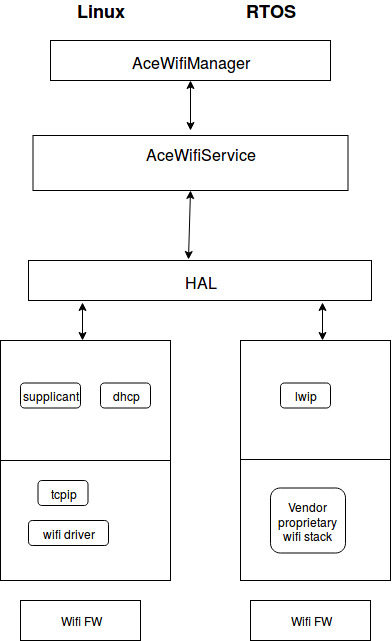 Linux RTOS
AceWifiManager
AceWifiService
HAL
supplicant dhcp
lwip
tcpip
wifi driver
Vendor
proprietary
wifi stack
Wifi FW
Wifi FW